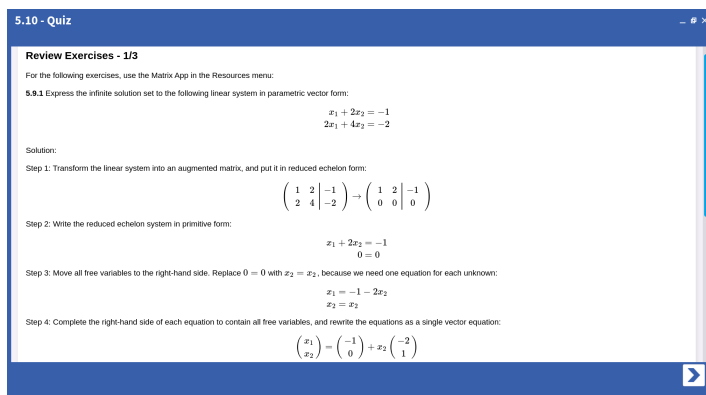 5.10 - Quiz
Review Exercises - 1/3
For the following exercises, use the Matrix App in the Resources menu:
5.9.1 Express the infinite solution set to the following linear system in parametric vector form:
x₁ + 2x₂ = −1
2x₁ + 4x₂ = −2
Solution:
Step 1: Transform the linear system into an augmented matrix, and put it in reduced echelon form:
( 1 2 | −1 ) → ( 1 2 | −1 )
( 2 4 | −2 ) ( 0 0 | 0 )
Step 2: Write the reduced echelon system in primitive form:
x₁ + 2x₂ = −1
0 = 0
Step 3: Move all free variables to the right-hand side. Replace 0 = 0 with x₂ = x₂, because we need one equation for each unknown:
x₁ = −1 − 2x₂
x₂ = x₂
Step 4: Complete the right-hand side of each equation to contain all free variables, and rewrite the equations as a single vector equation:
( x₁ ) = ( −1 ) + x₂ ( −2 )
( x₂ ) ( 0 ) ( 1 )